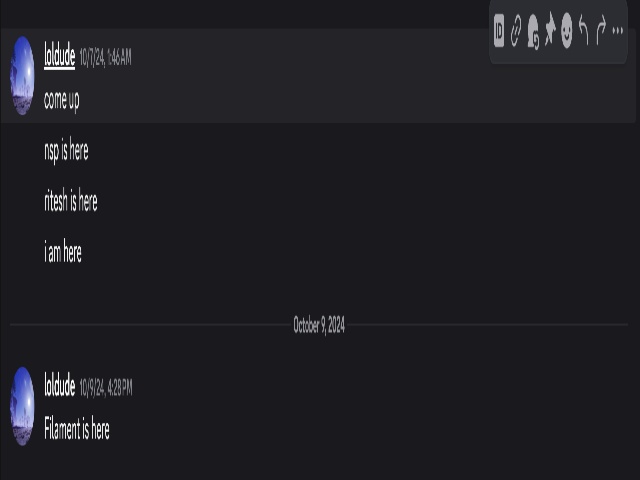 loldude 10/7/24, 1:46 AM
come up
nsp is here
ritesh is here
i am here
October 9, 2024
loldude 10/9/24, 4:28 PM
Filament is here